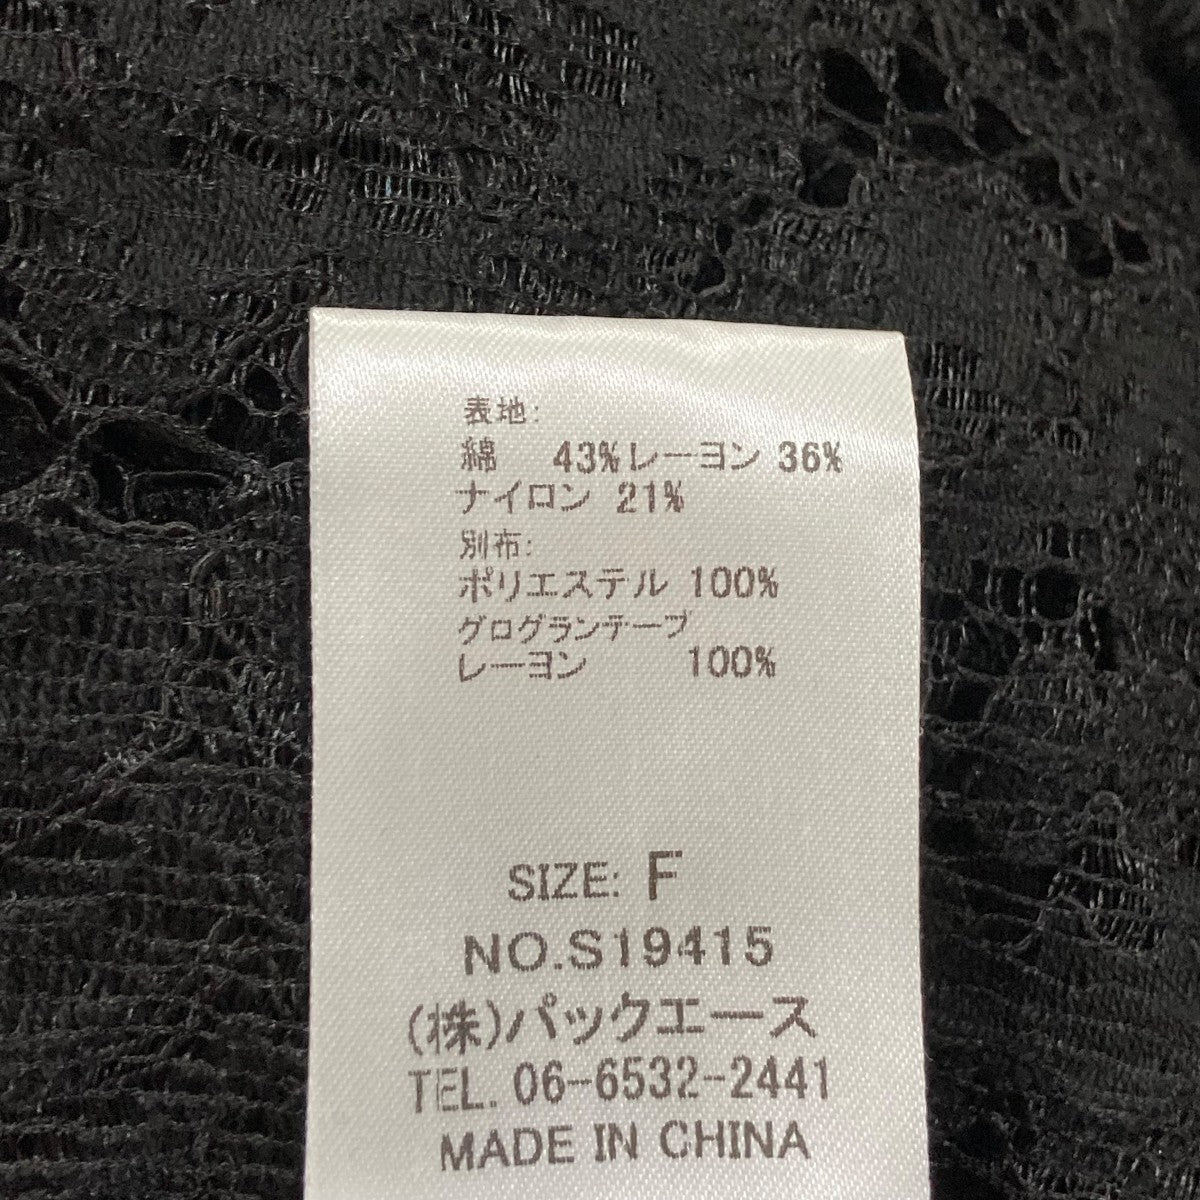 表地:
綿 43%レーヨン 36%
ナイロン 21%
別布:
ポリエステル 100%
グログランテープ
レーヨン 100%
SIZE: F
NO.S19415
(株)パックエース
TEL. 06-6532-2441
MADE IN CHINA